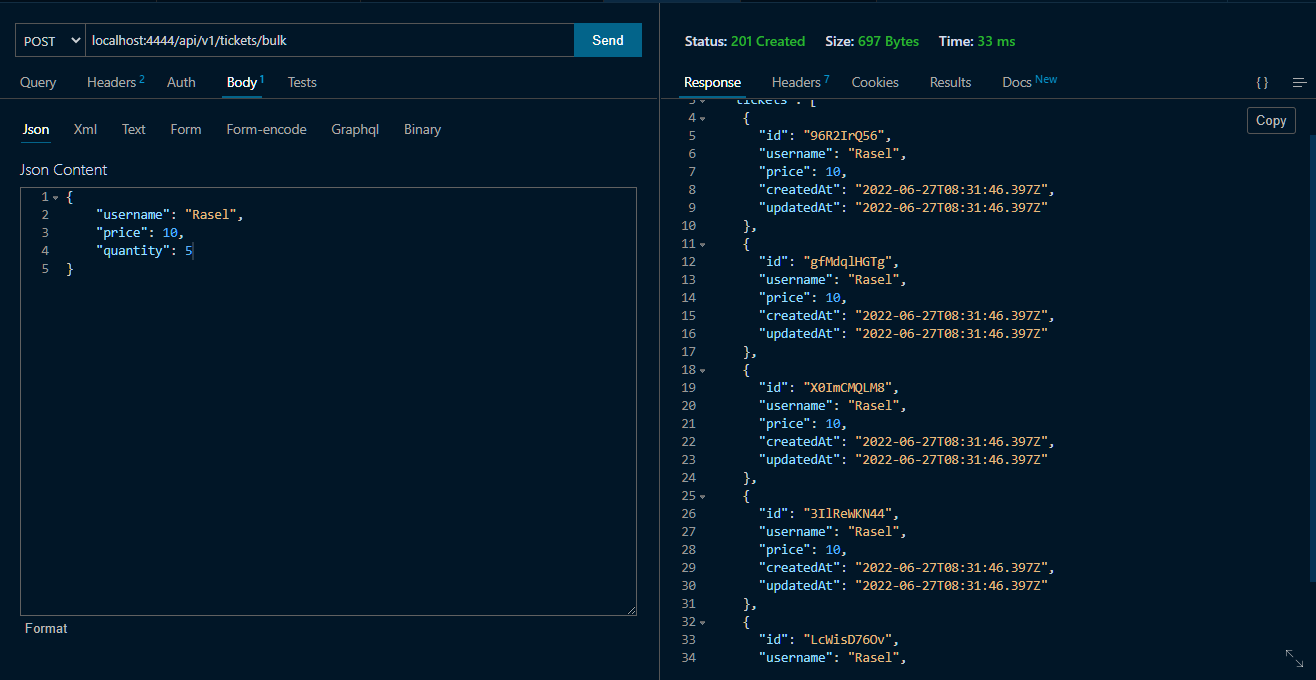 POST localhost:4444/api/v1/tickets/bulk Send
Query Headers 2 Auth Body 1 Tests
Json Xml Text Form Form-encode Graphql Binary
Json Content
1 {
2 "username": "Rasel",
3 "price": 10,
4 "quantity": 5
5 }
Format
Status: 201 Created Size: 697 Bytes Time: 33 ms
Response Headers 7 Cookies Results Docs New {}
Copy
3 "tickets": [
4 {
5 "id": "96R2IrQ56",
6 "username": "Rasel",
7 "price": 10,
8 "createdAt": "2022-06-27T08:31:46.397Z",
9 "updatedAt": "2022-06-27T08:31:46.397Z"
10 },
11 {
12 "id": "gfMdqlHGTg",
13 "username": "Rasel",
14 "price": 10,
15 "createdAt": "2022-06-27T08:31:46.397Z",
16 "updatedAt": "2022-06-27T08:31:46.397Z"
17 },
18 {
19 "id": "X0ImCMQLM8",
20 "username": "Rasel",
21 "price": 10,
22 "createdAt": "2022-06-27T08:31:46.397Z",
23 "updatedAt": "2022-06-27T08:31:46.397Z"
24 },
25 {
26 "id": "3IlReWKN44",
27 "username": "Rasel",
28 "price": 10,
29 "createdAt": "2022-06-27T08:31:46.397Z",
30 "updatedAt": "2022-06-27T08:31:46.397Z"
31 },
32 {
33 "id": "LcWisD76Ov",
34 "username": "Rasel",